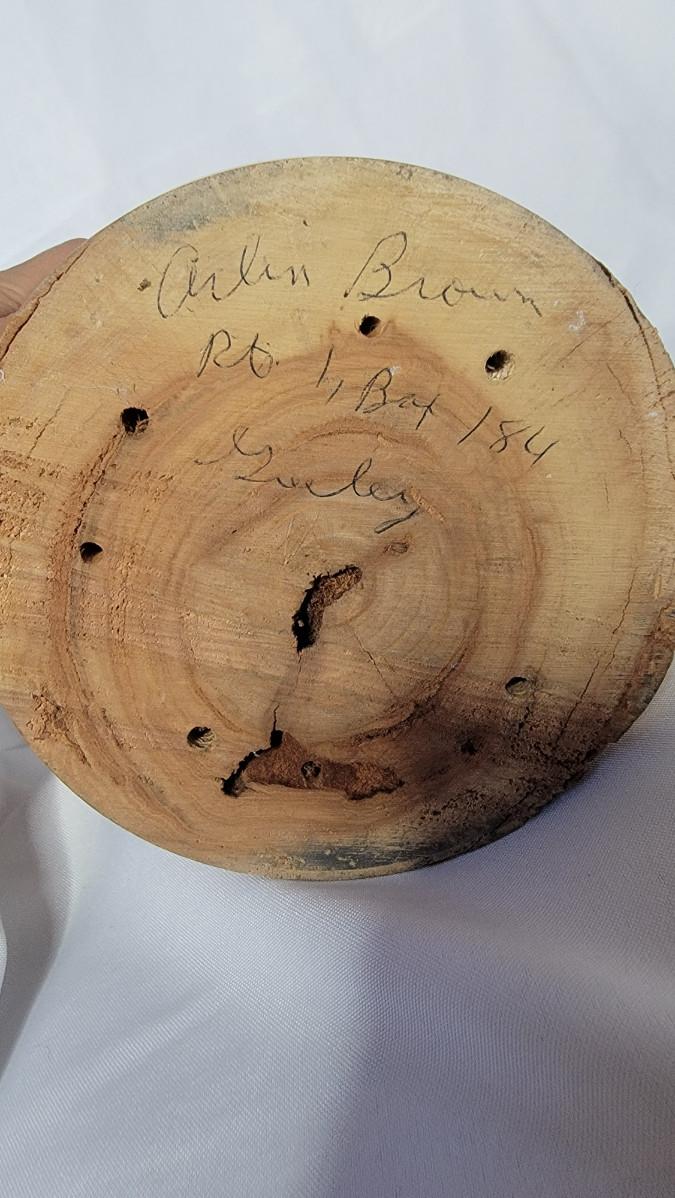 Arlin Brown
Rt. 1, Box 184
Greeley